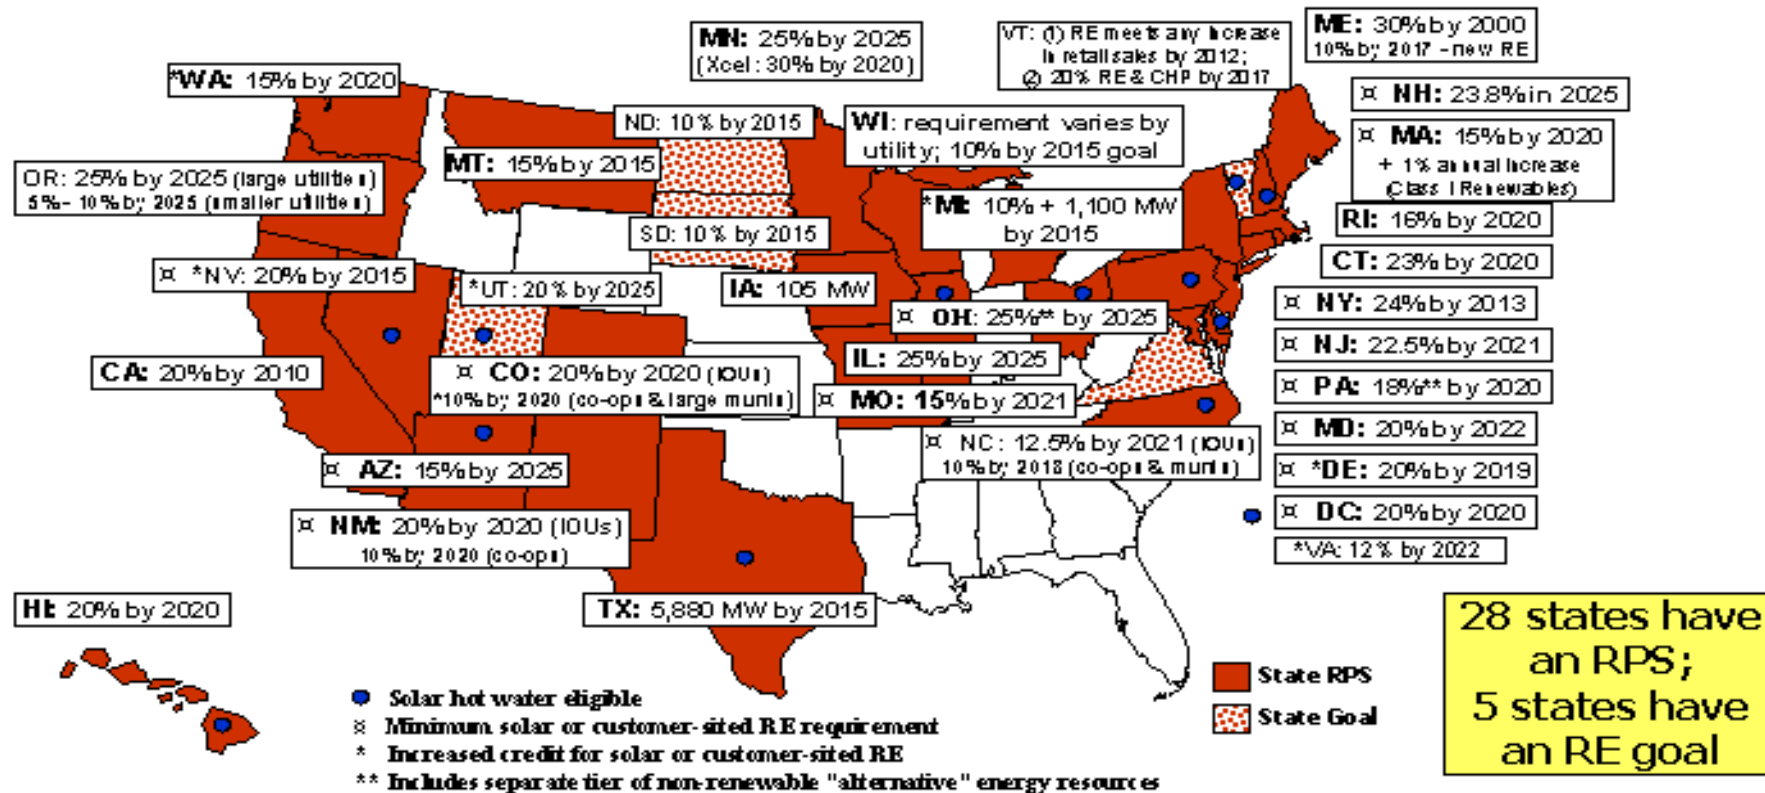 MN: 25% by 2025
(Xcel: 30% by 2020)
VT: (1) RE meets any increase
in retail sales by 2012;
(2) 20% RE & CHP by 2017
ME: 30% by 2000
10% by 2017 - new RE
*WA: 15% by 2020
¤ NH: 23.8% in 2025
ND: 10% by 2015
WI: requirement varies by
utility; 10% by 2015 goal
¤ MA: 15% by 2020
+ 1% annual increase
(Class I Renewables)
MT: 15% by 2015
OR: 25% by 2025 (large utilities)
5% - 10% by 2025 (smaller utilities)
*MI: 10% + 1,100 MW
by 2015
RI: 16% by 2020
SD: 10% by 2015
CT: 23% by 2020
¤ *NV: 20% by 2015
*UT: 20% by 2025
IA: 105 MW
¤ NY: 24% by 2013
¤ OH: 25%** by 2025
¤ NJ: 22.5% by 2021
CA: 20% by 2010
¤ CO: 20% by 2020 (IOUs)
*10% by 2020 (co-ops & large munis)
IL: 25% by 2025
¤ PA: 18%** by 2020
¤ MO: 15% by 2021
¤ MD: 20% by 2022
¤ NC: 12.5% by 2021 (IOUs)
10% by 2018 (co-ops & munis)
¤ AZ: 15% by 2025
¤ *DE: 20% by 2019
¤ NM: 20% by 2020 (IOUs)
10% by 2020 (co-ops)
¤ DC: 20% by 2020
*VA: 12% by 2022
HI: 20% by 2020
TX: 5,880 MW by 2015
28 states have
an RPS;
5 states have
an RE goal
State RPS
State Goal
Solar hot water eligible
¤ Minimum solar or customer-sited RE requirement
* Increased credit for solar or customer-sited RE
** Includes separate tier of non-renewable "alternative" energy resources